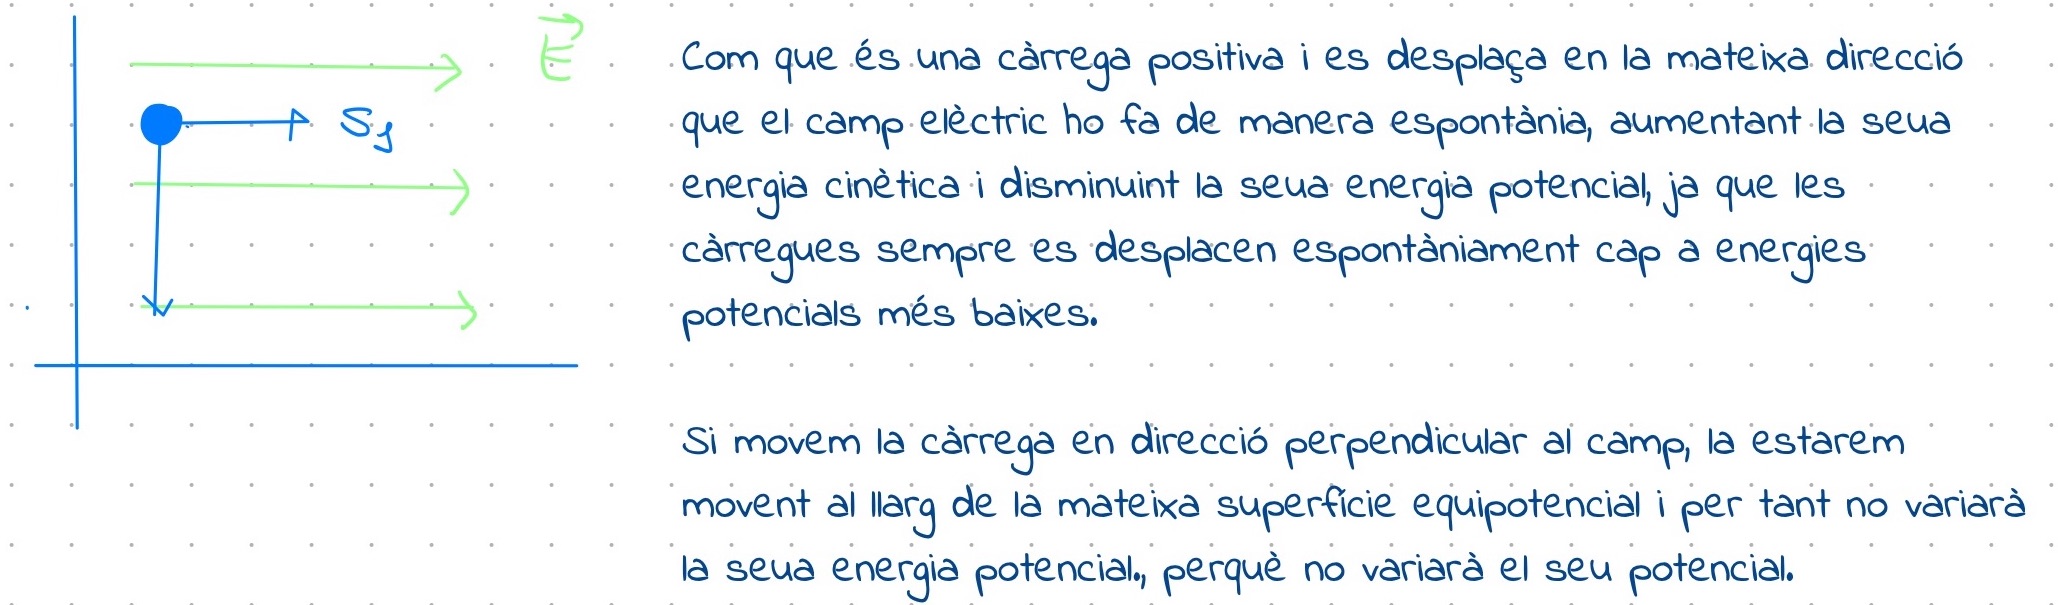 E
S
Com que és una càrrega positiva i es desplaça en la mateixa direcció
que el camp elèctric ho fa de manera espontània, aumentant la seua
energia cinètica i disminuint la seua energia potencial, ja que les
càrregues sempre es desplacen espontàniament cap a energies
potencials més baixes.
Si movem la càrrega en direcció perpendicular al camp, la estarem
movent al llarg de la mateixa superfície equipotencial i per tant no variarà
la seua energia potencial., perquè no variarà el seu potencial.